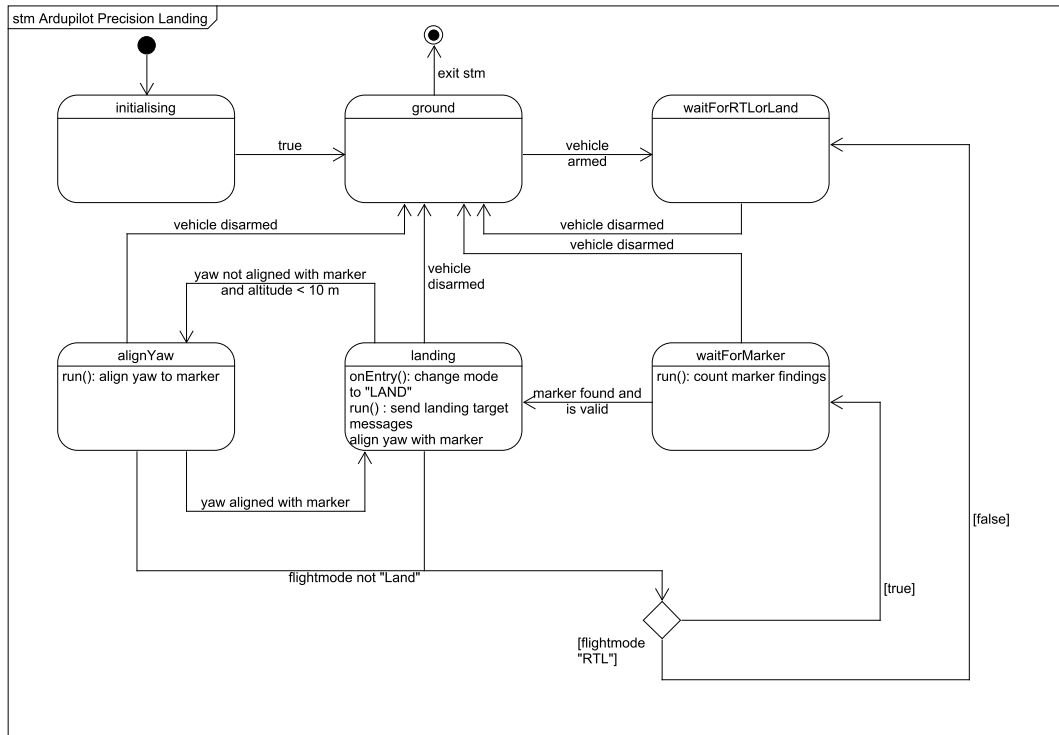 stm Ardupilot Precision Landing
exit stm
initialising
ground
waitForRTLorLand
true
vehicle
armed
vehicle disarmed
vehicle disarmed
vehicle disarmed
vehicle
disarmed
yaw not aligned with marker
and altitude < 10 m
alignYaw
run(): align yaw to marker
landing
onEntry(): change mode
to "LAND"
run() : send landing target
messages
align yaw with marker
waitForMarker
run(): count marker findings
marker found and
is valid
yaw aligned with marker
[false]
flightmode not "Land"
[true]
[flightmode
"RTL"]